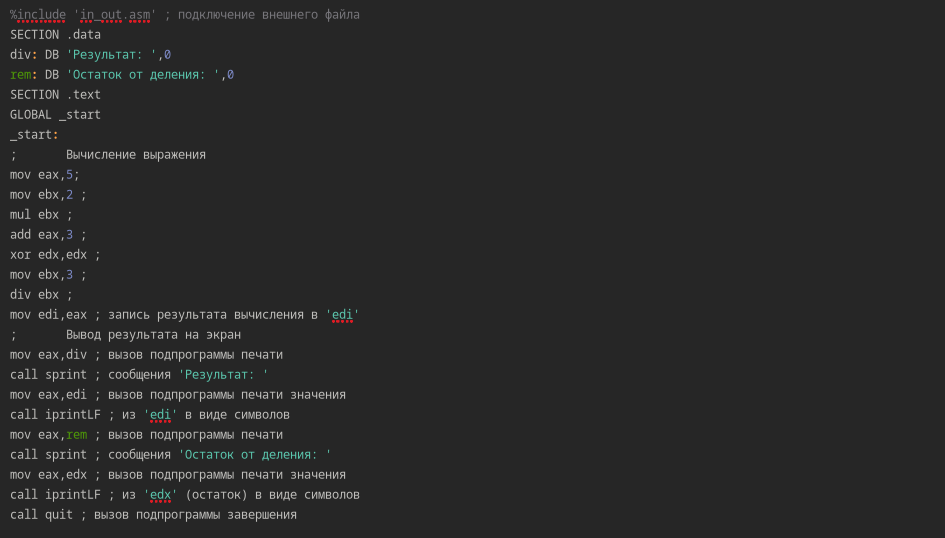 %include 'in_out.asm' ; подключение внешнего файла
SECTION .data
div: DB 'Результат: ',0
rem: DB 'Остаток от деления: ',0
SECTION .text
GLOBAL _start
_start:
; Вычисление выражения
mov eax,5;
mov ebx,2 ;
mul ebx ;
add eax,3 ;
xor edx,edx ;
mov ebx,3 ;
div ebx ;
mov edi,eax ; запись результата вычисления в 'edi'
; Вывод результата на экран
mov eax,div ; вызов подпрограммы печати
call sprint ; сообщения 'Результат: '
mov eax,edi ; вызов подпрограммы печати значения
call iprintLF ; из 'edi' в виде символов
mov eax,rem ; вызов подпрограммы печати
call sprint ; сообщения 'Остаток от деления: '
mov eax,edx ; вызов подпрограммы печати значения
call iprintLF ; из 'edx' (остаток) в виде символов
call quit ; вызов подпрограммы завершения